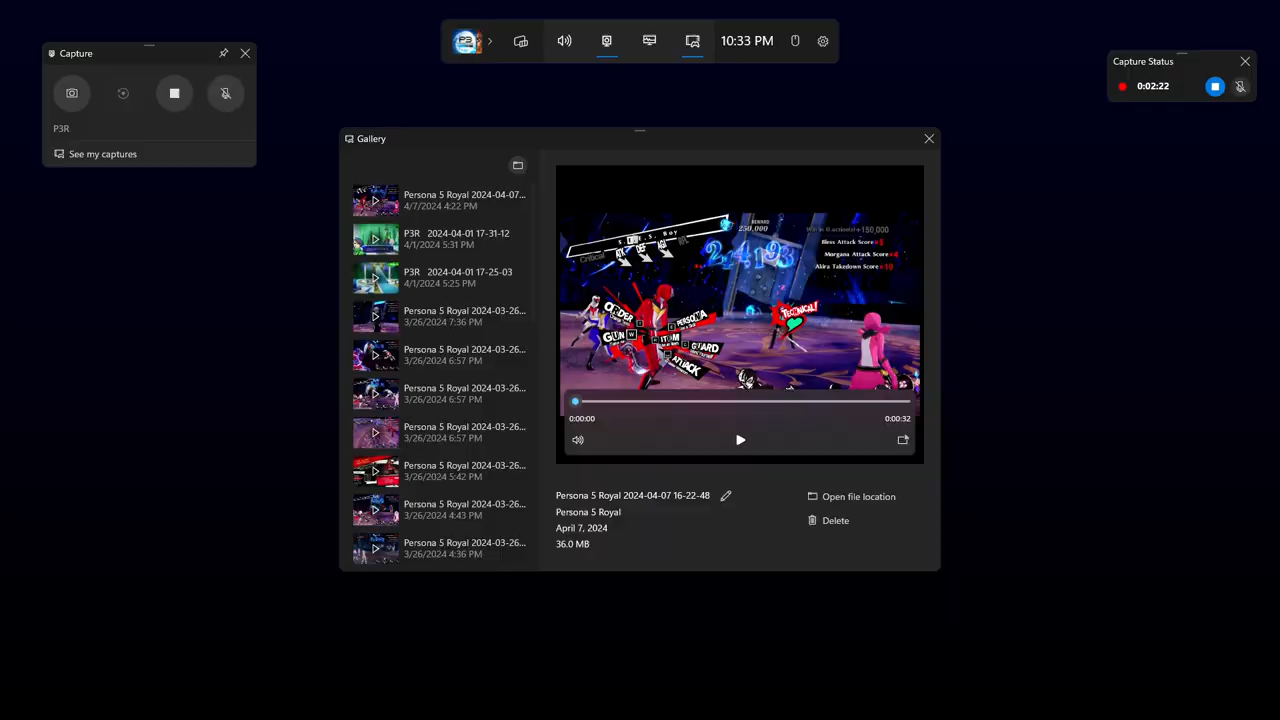 10:33 PM
Capture
P3R
See my captures
Capture Status
0:02:22
Gallery
Persona 5 Royal 2024-04-07...
4/7/2024 4:22 PM
P3R 2024-04-01 17-31-12
4/1/2024 5:31 PM
P3R 2024-04-01 17-25-03
4/1/2024 5:25 PM
Persona 5 Royal 2024-03-26...
3/26/2024 7:36 PM
Persona 5 Royal 2024-03-26...
3/26/2024 6:57 PM
Persona 5 Royal 2024-03-26...
3/26/2024 6:57 PM
Persona 5 Royal 2024-03-26...
3/26/2024 6:57 PM
Persona 5 Royal 2024-03-26...
3/26/2024 5:42 PM
Persona 5 Royal 2024-03-26...
3/26/2024 4:43 PM
Persona 5 Royal 2024-03-26...
3/26/2024 4:36 PM
REWARD
250,000
+150,000
Bless Attack Score×5
Morgana Attack Score×4
Akira Takedown Score×10
Critical
ORDER
PERSONA
GUN
ITEM
GUARD
ATTACK
TECHNICAL!
0:00:00
0:00:32
Persona 5 Royal 2024-04-07 16-22-48
Persona 5 Royal
April 7, 2024
36.0 MB
Open file location
Delete